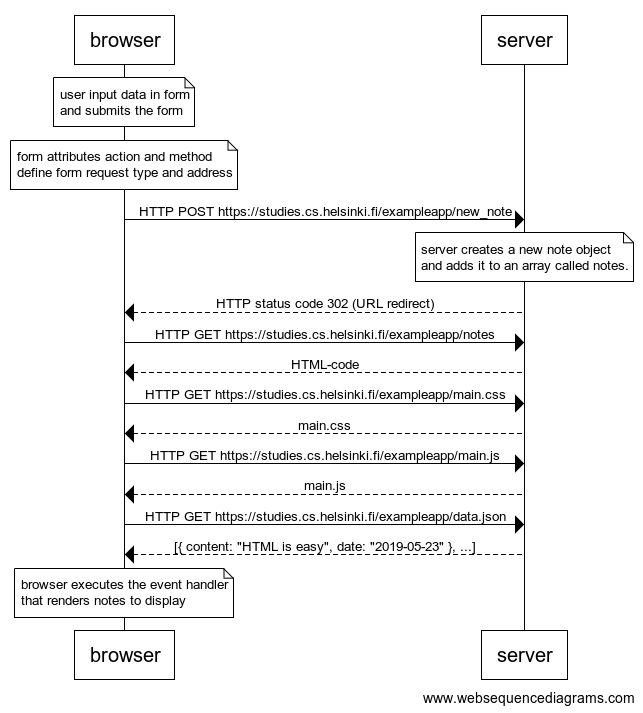 browser
server
user input data in form
and submits the form
form attributes action and method
define form request type and address
HTTP POST https://studies.cs.helsinki.fi/exampleapp/new_note
server creates a new note object
and adds it to an array called notes.
HTTP status code 302 (URL redirect)
HTTP GET https://studies.cs.helsinki.fi/exampleapp/notes
HTML-code
HTTP GET https://studies.cs.helsinki.fi/exampleapp/main.css
main.css
HTTP GET https://studies.cs.helsinki.fi/exampleapp/main.js
main.js
HTTP GET https://studies.cs.helsinki.fi/exampleapp/data.json
[{ content: "HTML is easy", date: "2019-05-23" }, ...]
browser executes the event handler
that renders notes to display
browser
server
www.websequencediagrams.com